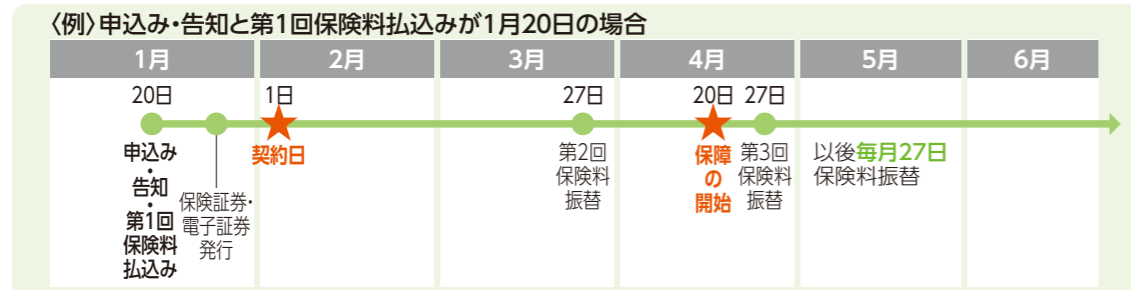 〈例〉申込み・告知と第1回保険料払込みが1月20日の場合
1月
2月
3月
4月
5月
6月
20日
1日
27日
20日
27日
申込み
・
告知
・
第1回
保険料
払込み
保険証券・
電子証券
発行
契約日
第2回
保険料
振替
保障
の
開始
第3回
保険料
振替
以後毎月27日
保険料振替